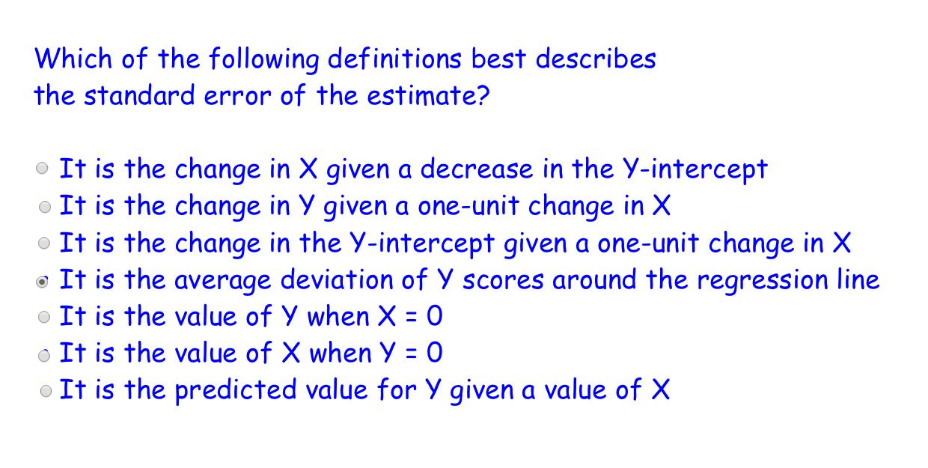 Which of the following definitions best describes
the standard error of the estimate?
It is the change in X given a decrease in the Y-intercept
It is the change in Y given a one-unit change in X
It is the change in the Y-intercept given a one-unit change in X
It is the average deviation of Y scores around the regression line
It is the value of Y when X = 0
It is the value of X when Y = 0
It is the predicted value for Y given a value of X